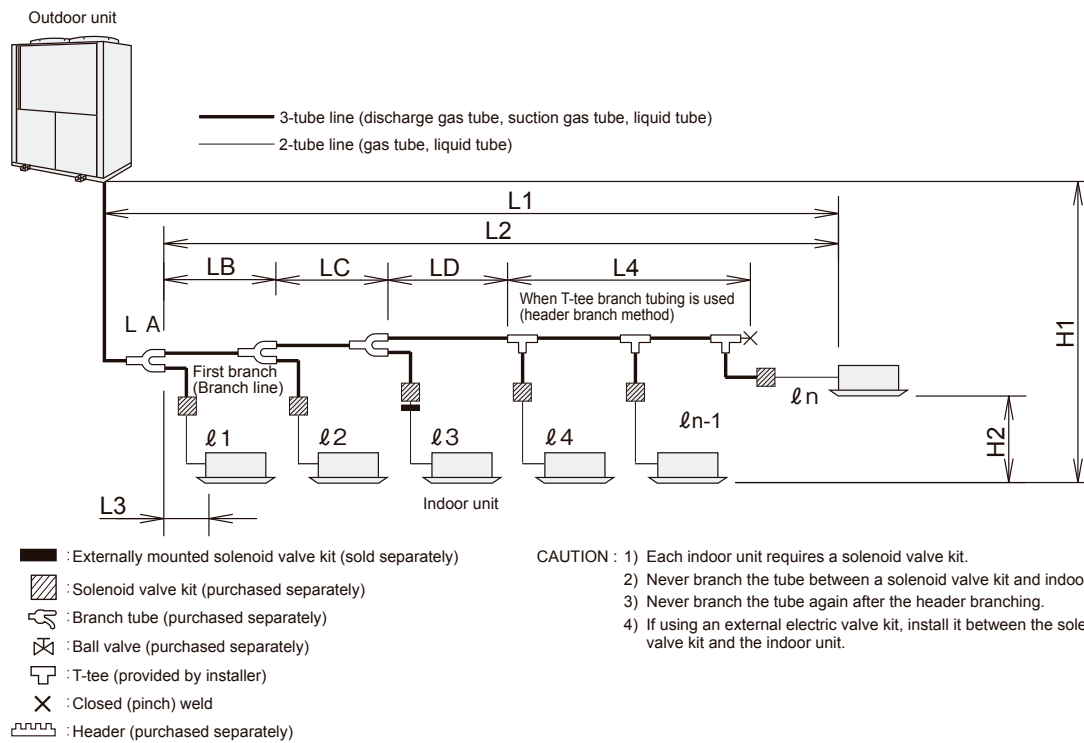 Outdoor unit
3-tube line (discharge gas tube, suction gas tube, liquid tube)
2-tube line (gas tube, liquid tube)
L1
L2
LB
LC
LD
L4
When T-tee branch tubing is used
(header branch method)
L A
First branch
(Branch line)
H1
ℓn
ℓ1
ℓ2
ℓ3
ℓ4
ℓn-1
H2
L3
Indoor unit
: Externally mounted solenoid valve kit (sold separately)
: Solenoid valve kit (purchased separately)
: Branch tube (purchased separately)
: Ball valve (purchased separately)
: T-tee (provided by installer)
: Closed (pinch) weld
: Header (purchased separately)
CAUTION : 1) Each indoor unit requires a solenoid valve kit.
2) Never branch the tube between a solenoid valve kit and indoo
3) Never branch the tube again after the header branching.
4) If using an external electric valve kit, install it between the sole
valve kit and the indoor unit.